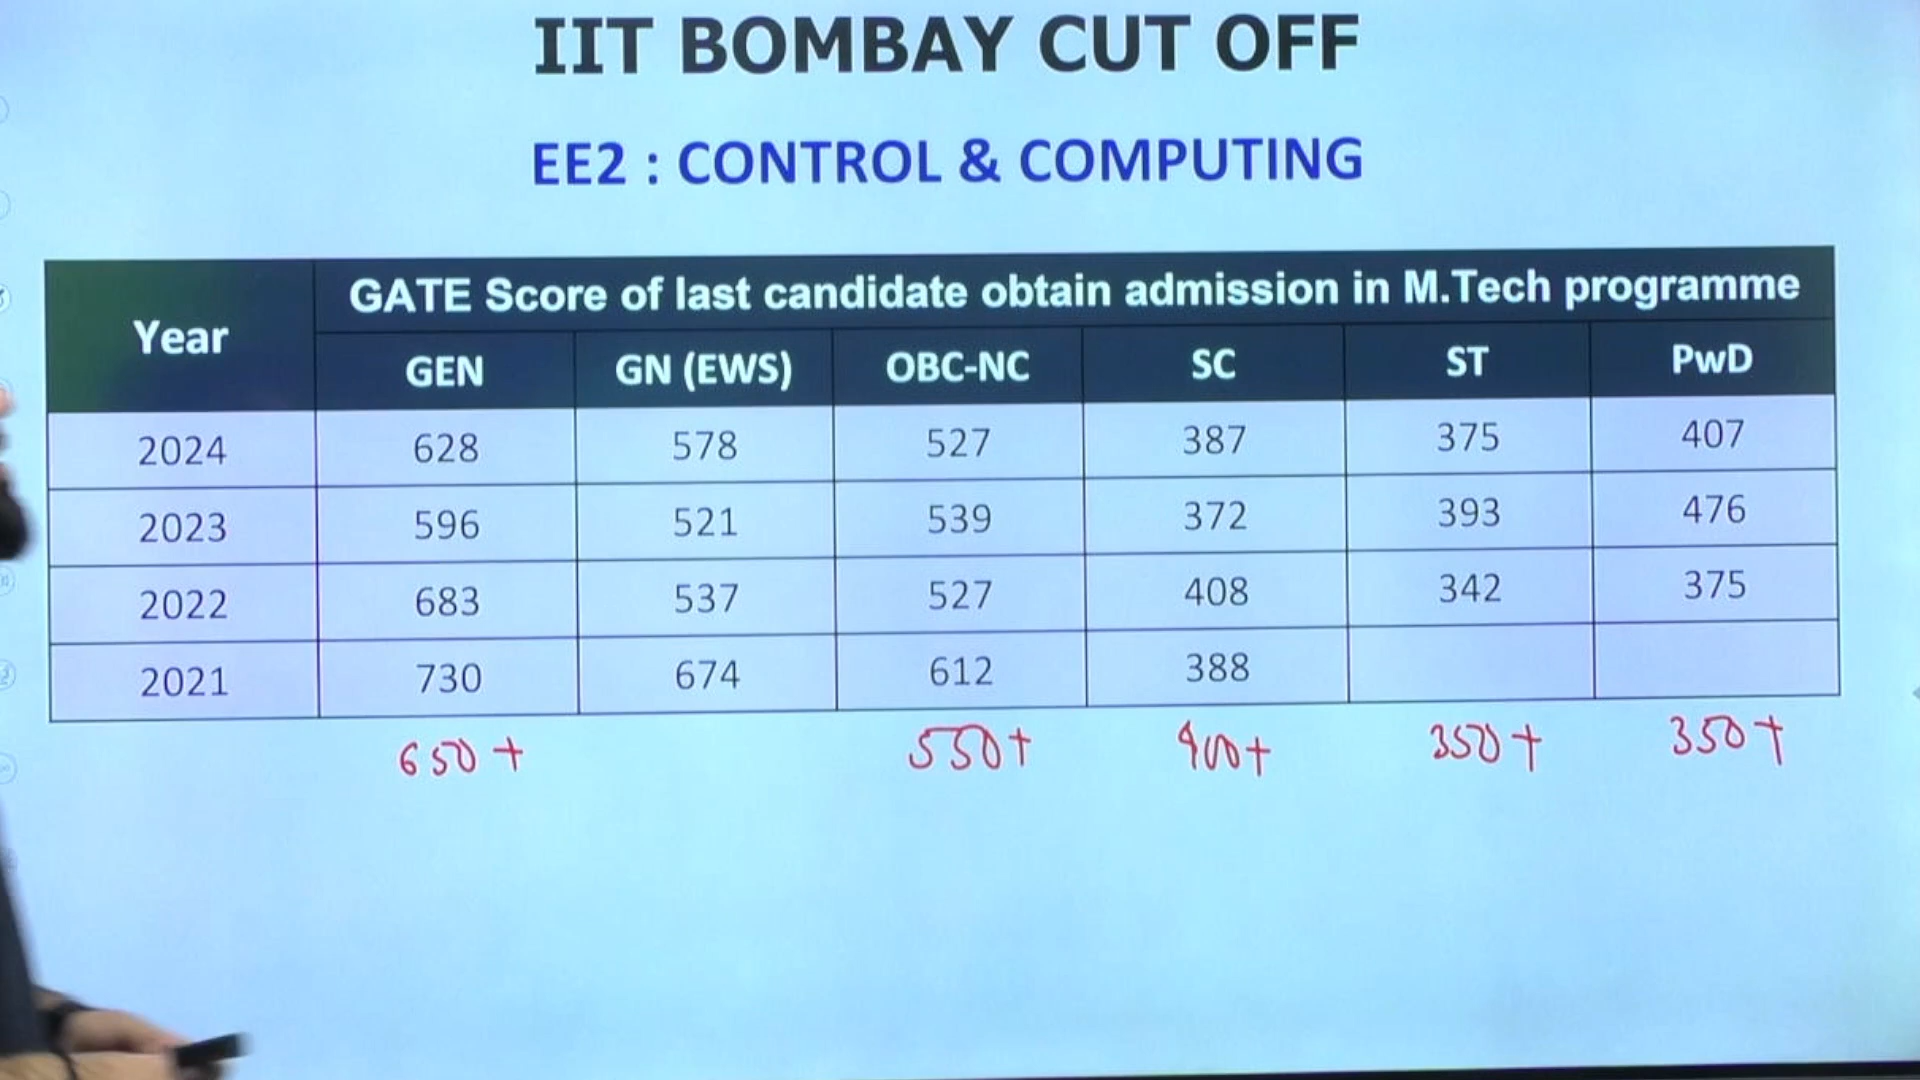 IIT BOMBAY CUT OFF
EE2 : CONTROL & COMPUTING
Year GATE Score of last candidate obtain admission in M.Tech programme
GEN GN (EWS) OBC-NC SC ST PwD
2024 628 578 527 387 375 407
2023 596 521 539 372 393 476
2022 683 537 527 408 342 375
2021 730 674 612 388
650+ 550+ 400+ 350+ 350+